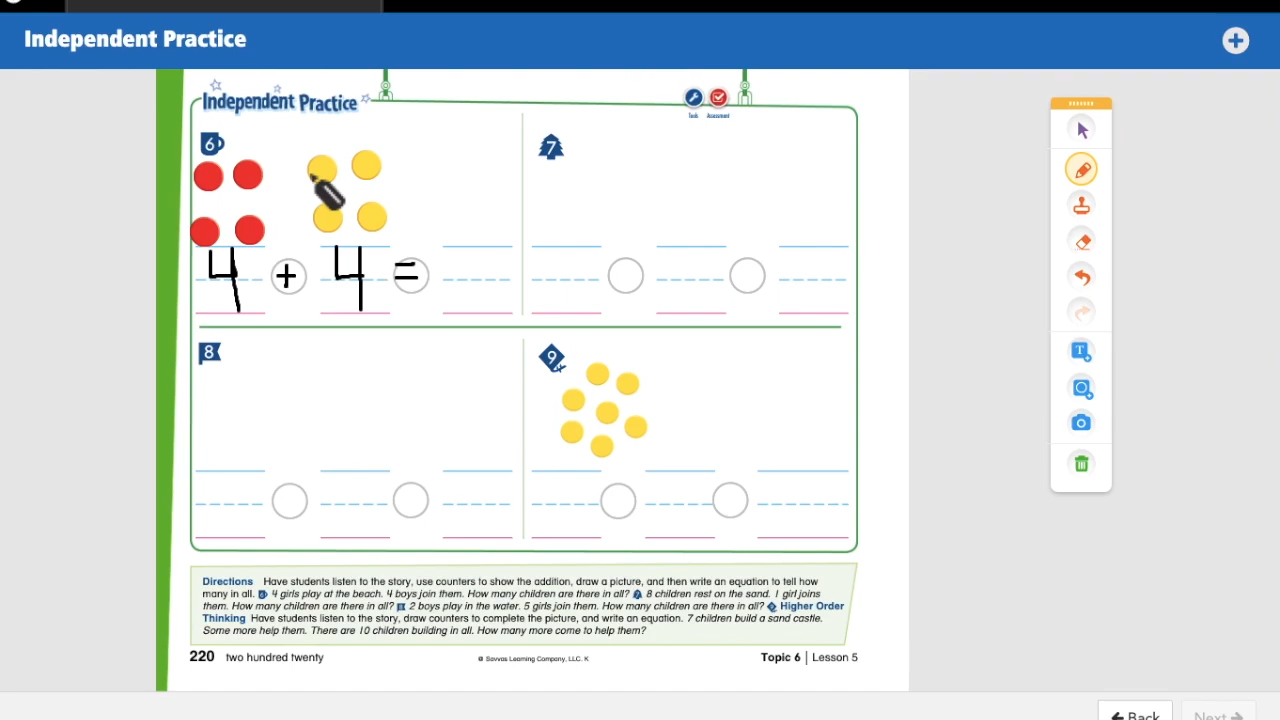 Independent Practice
Independent Practice
Tools Assessment
6
7
4 + 4 =
8
9
Directions Have students listen to the story, use counters to show the addition, draw a picture, and then write an equation to tell how
many in all. 6 4 girls play at the beach. 4 boys join them. How many children are there in all? 7 8 children rest on the sand. 1 girl joins
them. How many children are there in all? 8 2 boys play in the water. 5 girls join them. How many children are there in all? 9 Higher Order
Thinking Have students listen to the story, draw counters to complete the picture, and write an equation. 7 children build a sand castle.
Some more help them. There are 10 children building in all. How many more come to help them?
220 two hundred twenty
© Savvas Learning Company, LLC. K
Topic 6 | Lesson 5
T
Back
Next